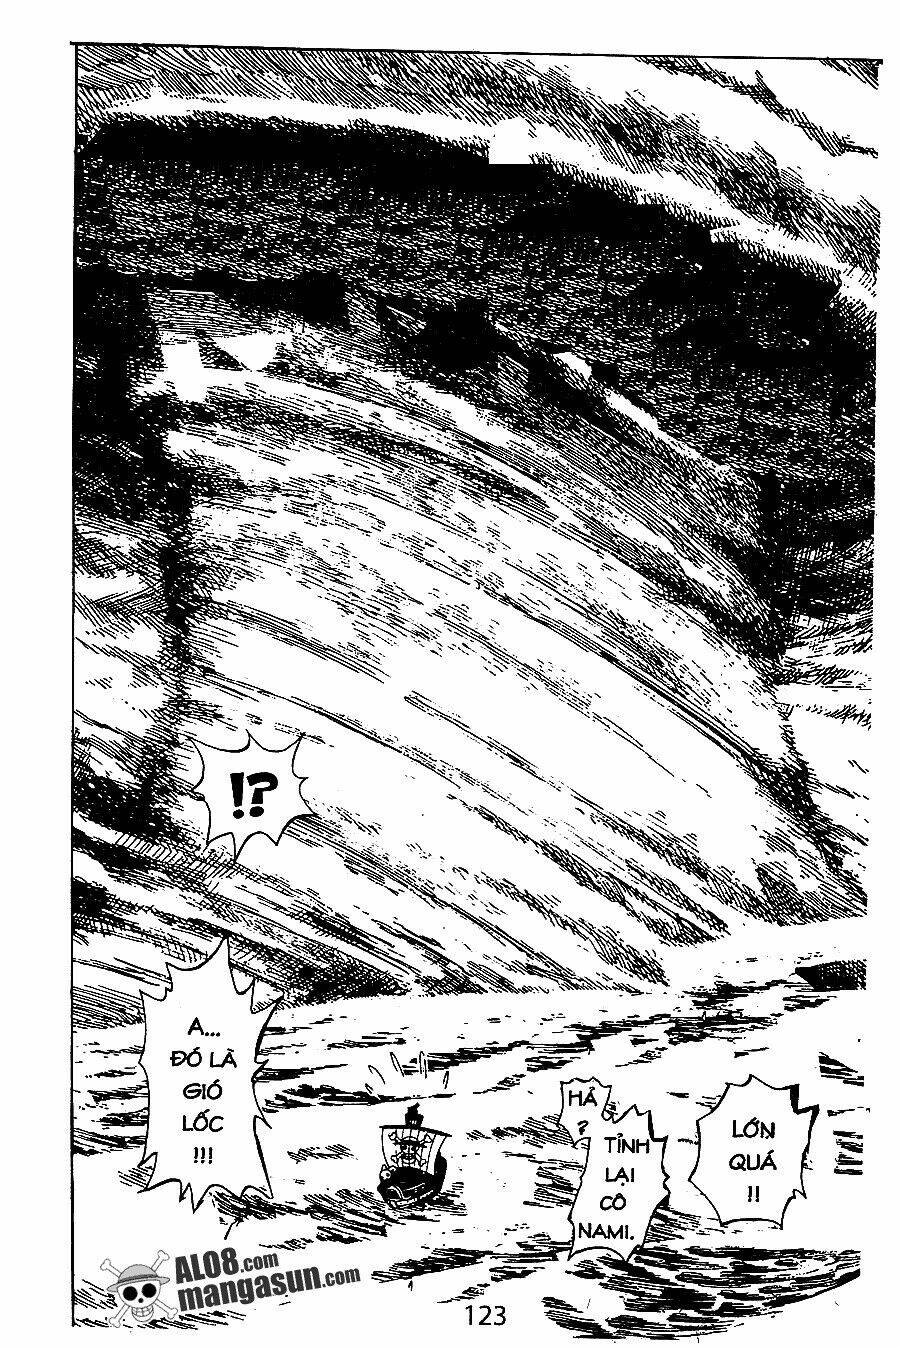 !?
LỚN
QUÁ
!!
HẢ
?
TỈNH
LẠI
CÔ
NAMI.
A...
ĐÓ LÀ
GIÓ
LỐC
!!!
ALO8.com
mangasun.com
123